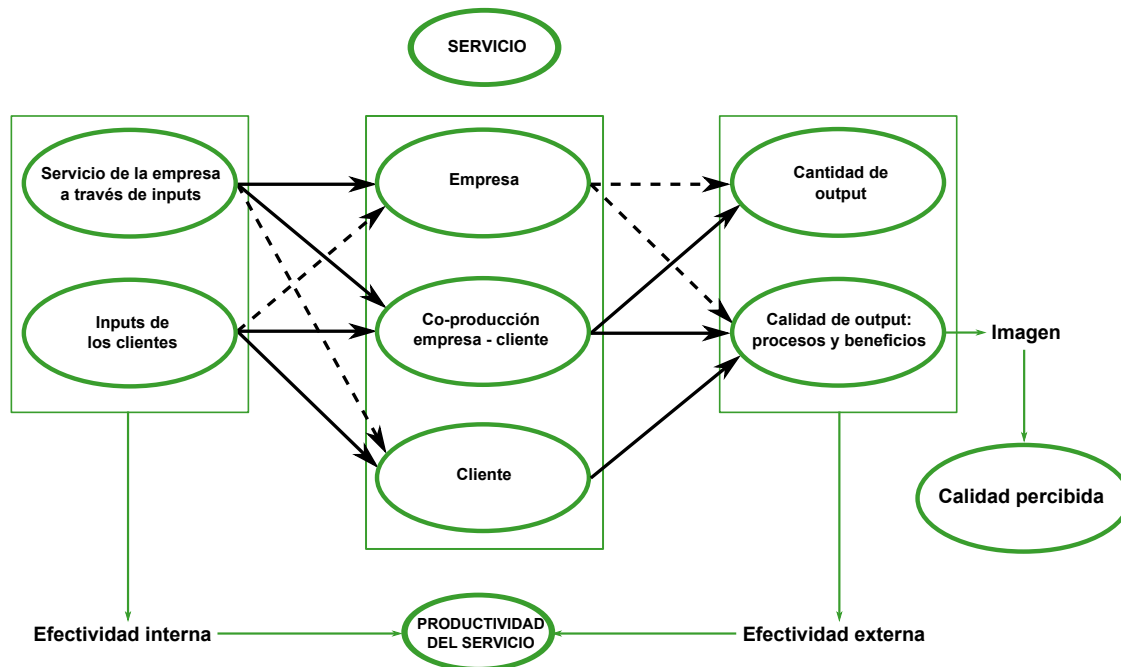 SERVICIO
Servicio de la empresa
a través de inputs
Empresa
Cantidad de
output
Inputs de
los clientes
Co-producción
empresa - cliente
Calidad de output:
procesos y beneficios
Imagen
Cliente
Calidad percibida
Efectividad interna
PRODUCTIVIDAD
DEL SERVICIO
Efectividad externa